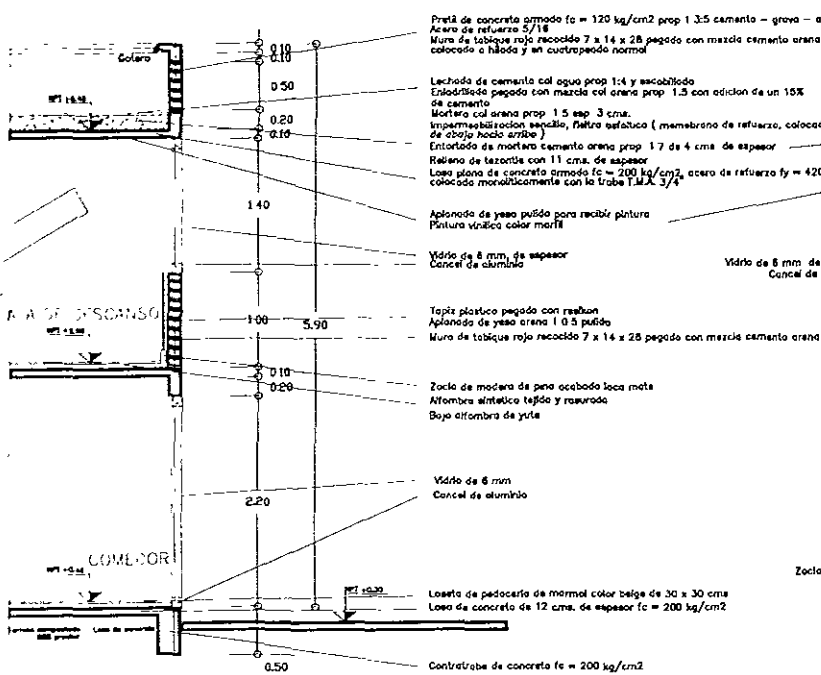 Pretil de concreto armado fc = 120 kg/cm2 prop 1 3:5 cemento - grava - a
Acero de refuerzo 5/16
Muro de tabique rojo recocido 7 x 14 x 28 pegado con mezcla cemento arena
colocado a hilada y en cuatrapeado normal
Gotero
0.10
0.10
0.50
0.20
0.10
Lechada de cemento cal agua prop 1:4 y escobillado
Enladrillado pegado con mezcla cal arena prop 1.5 con adicion de un 15%
de cemento
Mortero cal arena prop 1 5 esp 3 cms.
Impermeabilizacion sencilla, fieltro asfaltico ( membrana de refuerzo, colocac
de abajo hacia arriba )
Entortado de mortero cemento arena prop 1 7 de 4 cms de espesor
Relleno de tezontle con 11 cms. de espesor
Losa plana de concreto armado fc = 200 kg/cm2, acero de refuerzo fy = 420
colocado monoliticamente con la trabe T.M.A. 3/4"
1.40
Aplanado de yeso pulido para recibir pintura
Pintura vinilica color marfil
Vidrio de 6 mm, de espesor
Cancel de aluminio
Vidrio de 6 mm de
Cancel de
DE DESCANSO
1.00
5.90
Tapiz plastico pegado con resikon
Aplanado de yeso arena 1 0.5 pulido
Muro de tabique rojo recocido 7 x 14 x 28 pegado con mezcla cemento arena
0.10
0.20
Zoclo de madera de pino acabado laca mate
Alfombra sintetica tejido y rasurado
Bajo alfombra de yute
2.20
Vidrio de 6 mm
Cancel de aluminio
COMEDOR
Zoclo
NPT +0.30
Loseta de pedaceria de marmol color beige de 30 x 30 cms
Losa de concreto de 12 cms. de espesor fc = 200 kg/cm2
0.50
Contratrabe de concreto fc = 200 kg/cm2